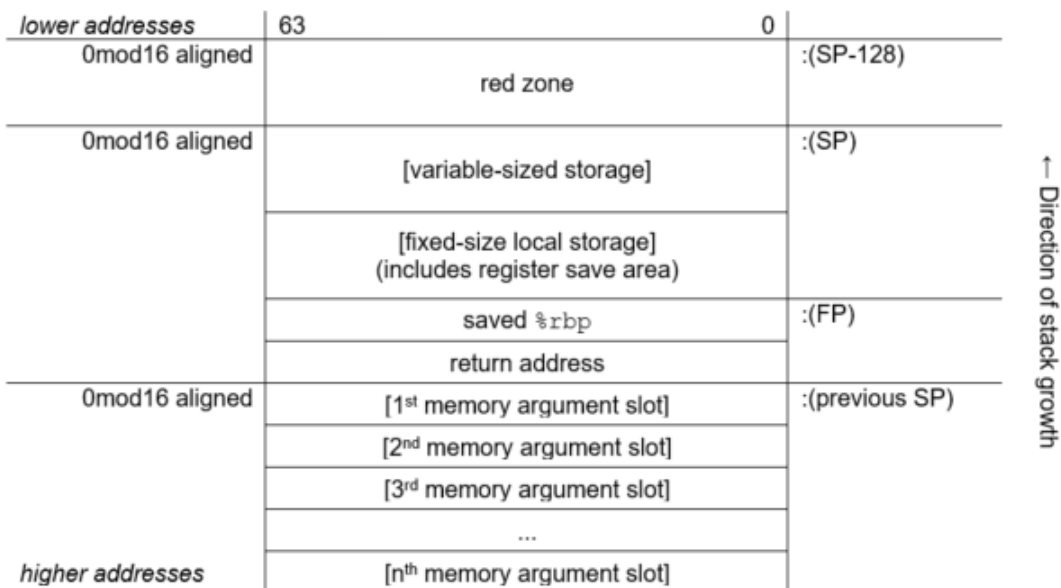 lower addresses 63 0
0mod16 aligned :(SP-128)
red zone
0mod16 aligned :(SP)
[variable-sized storage]
[fixed-size local storage]
(includes register save area)
saved %rbp :(FP)
return address
0mod16 aligned [1st memory argument slot] :(previous SP)
[2nd memory argument slot]
[3rd memory argument slot]
...
higher addresses [nth memory argument slot]
← Direction of stack growth